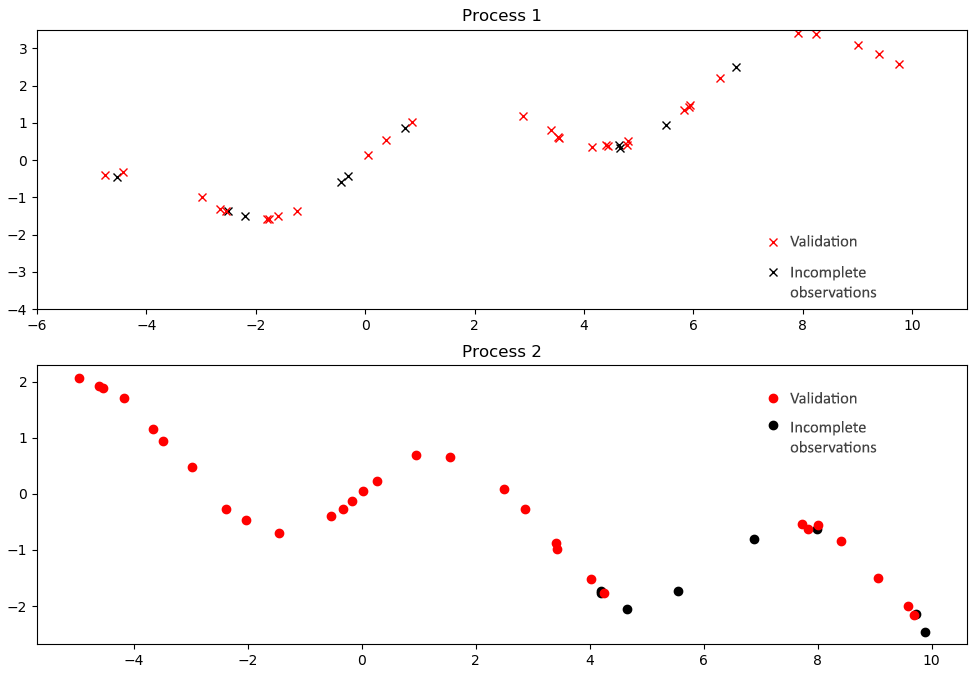 Process 1
3
2
1
0
−1
−2
−3
−4
Validation
Incomplete
observations
−6 −4 −2 0 2 4 6 8 10
Process 2
2
1
0
−1
−2
Validation
Incomplete
observations
−4 −2 0 2 4 6 8 10